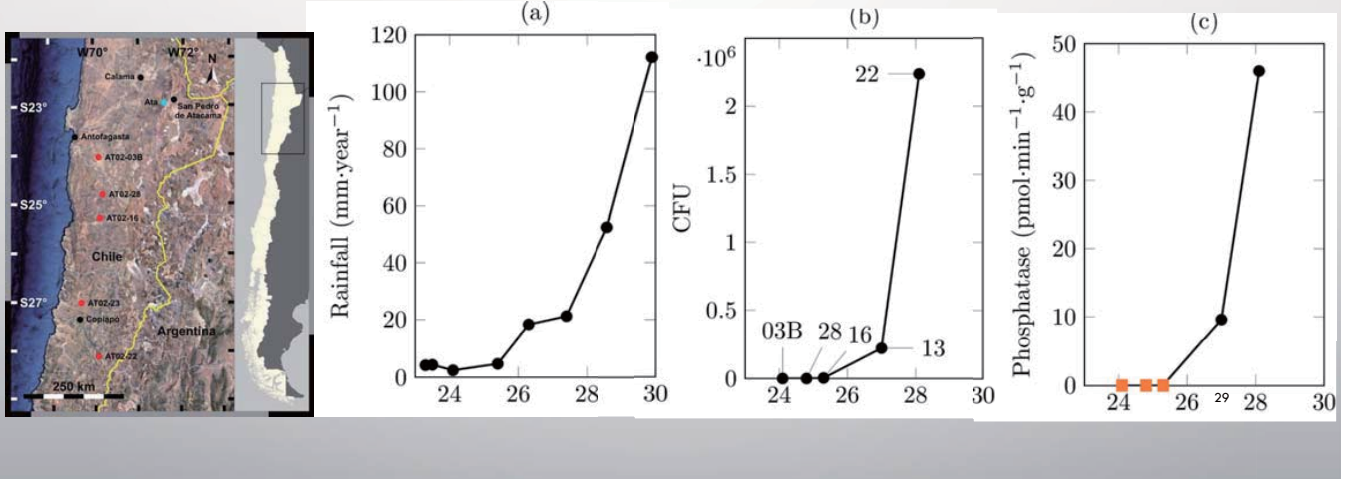 W70° W72°
N
Calama
Ata
San Pedro
de Atacama
S23°
Antofagasta
AT02-03B
AT02-28
S25°
AT02-16
Chile
AT02-23
S27°
Copiapó
Argentina
AT02-22
250 km
(a)
Rainfall (mm·year⁻¹)
120
100
80
60
40
20
0
24 26 28 30
(b)
CFU
·10⁶
2
1.5
1
0.5
0
22
03B 28 16
13
24 26 28 30
(c)
Phosphatase (pmol·min⁻¹·g⁻¹)
50
40
30
20
10
0
24 26 29 28 30